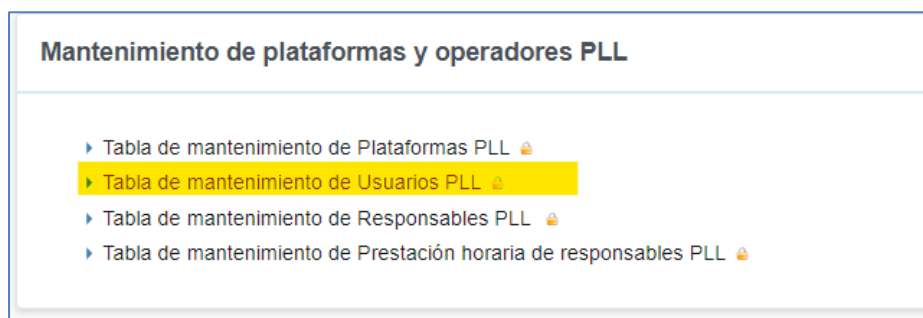 Mantenimiento de plataformas y operadores PLL
Tabla de mantenimiento de Plataformas PLL
Tabla de mantenimiento de Usuarios PLL
Tabla de mantenimiento de Responsables PLL
Tabla de mantenimiento de Prestación horaria de responsables PLL